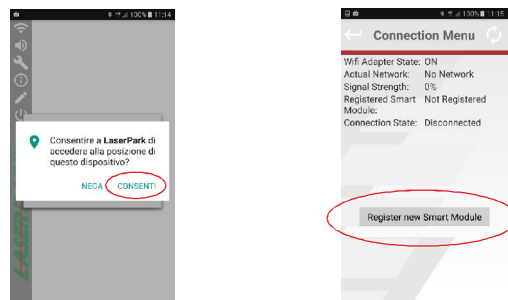 100% 11:14
Consentire a LaserPark di
accedere alla posizione di
questo dispositivo?
NEGA CONSENTI
LASER
100% 11:15
Connection Menu
Wifi Adapter State: ON
Actual Network: No Network
Signal Strength: 0%
Registered Smart Not Registered
Module:
Connection State: Disconnected
Register new Smart Module